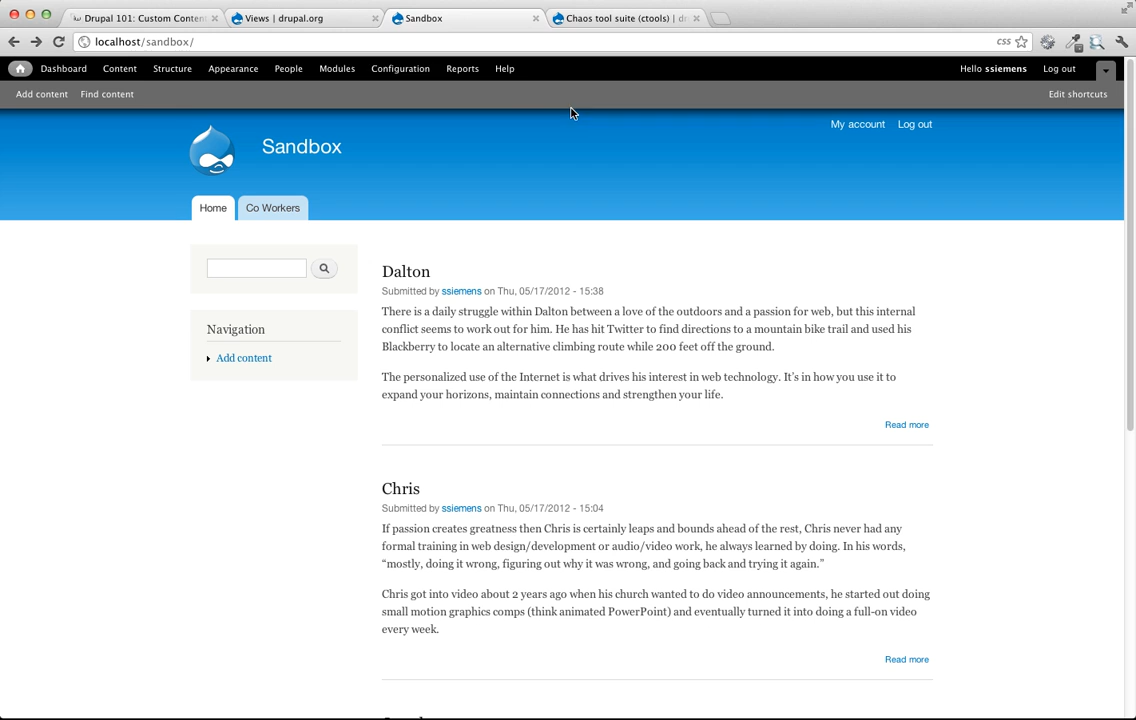 Drupal 101: Custom Conten
Views | drupal.org
Sandbox
Chaos tool suite (ctools) | dr
localhost/sandbox/
CSS
Dashboard Content Structure Appearance People Modules Configuration Reports Help
Hello ssiemens Log out
Add content Find content
Edit shortcuts
My account Log out
Sandbox
Home Co Workers
Navigation
Add content
Dalton
Submitted by ssiemens on Thu, 05/17/2012 - 15:38
There is a daily struggle within Dalton between a love of the outdoors and a passion for web, but this internal
conflict seems to work out for him. He has hit Twitter to find directions to a mountain bike trail and used his
Blackberry to locate an alternative climbing route while 200 feet off the ground.
The personalized use of the Internet is what drives his interest in web technology. It's in how you use it to
expand your horizons, maintain connections and strengthen your life.
Read more
Chris
Submitted by ssiemens on Thu, 05/17/2012 - 15:04
If passion creates greatness then Chris is certainly leaps and bounds ahead of the rest, Chris never had any
formal training in web design/development or audio/video work, he always learned by doing. In his words,
“mostly, doing it wrong, figuring out why it was wrong, and going back and trying it again.”
Chris got into video about 2 years ago when his church wanted to do video announcements, he started out doing
small motion graphics comps (think animated PowerPoint) and eventually turned it into doing a full-on video
every week.
Read more